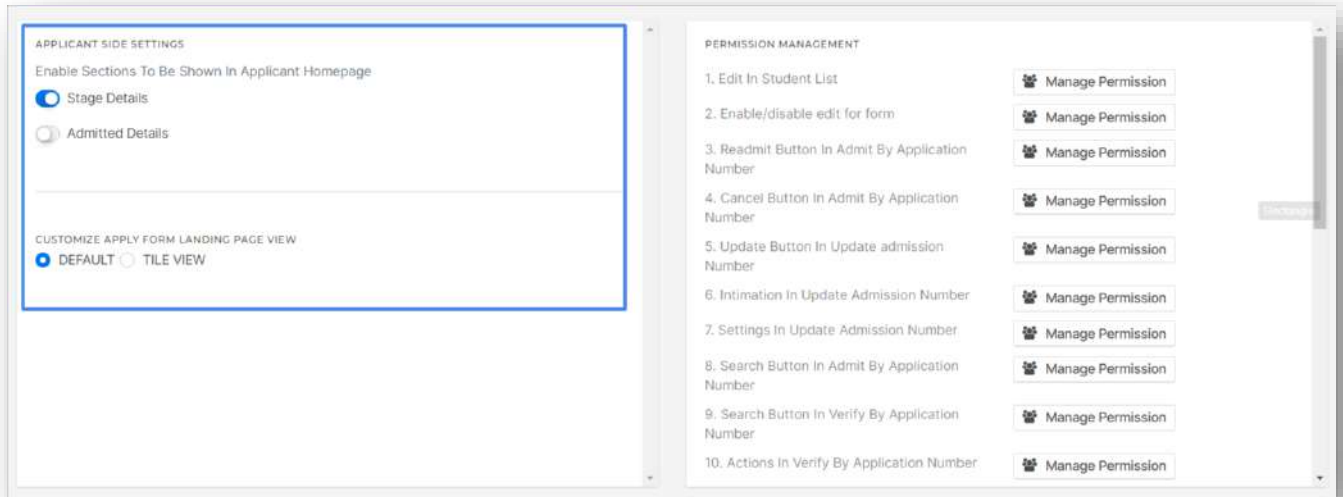 APPLICANT SIDE SETTINGS
Enable Sections To Be Shown In Applicant Homepage
Stage Details
Admitted Details
CUSTOMIZE APPLY FORM LANDING PAGE VIEW
DEFAULT TILE VIEW
PERMISSION MANAGEMENT
1. Edit In Student List Manage Permission
2. Enable/disable edit for form Manage Permission
3. Readmit Button In Admit By Application Manage Permission
Number
4. Cancel Button In Admit By Application Manage Permission
Number
5. Update Button In Update admission Manage Permission
Number
6. Intimation In Update Admission Number Manage Permission
7. Settings In Update Admission Number Manage Permission
8. Search Button In Admit By Application Manage Permission
Number
9. Search Button In Verify By Application Manage Permission
Number
10. Actions In Verify By Application Number Manage Permission